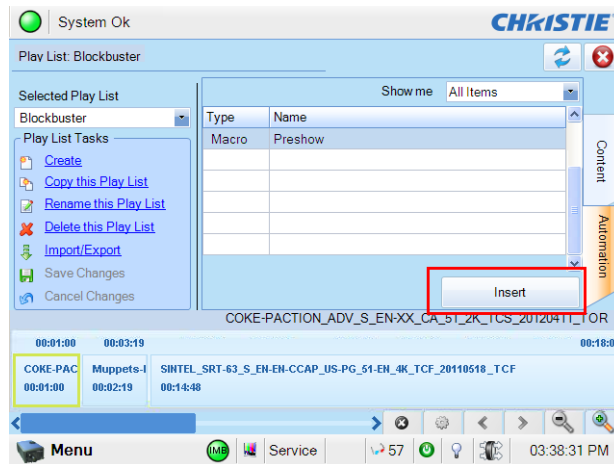 System Ok
CHRISTIE
Play List: Blockbuster
Selected Play List
Blockbuster
Play List Tasks
Create
Copy this Play List
Rename this Play List
Delete this Play List
Import/Export
Save Changes
Cancel Changes
Show me All Items
Type Name
Macro Preshow
Content
Automation
Insert
COKE-PACTION_ADV_S_EN-XX_CA_51_2K_TCS_20120411_TOR
00:01:00 00:03:19 00:18:0
COKE-PAC Muppets-I SINTEL_SRT-63_S_EN-EN-CCAP_US-PG_51-EN_4K_TCF_20110518_TCF
00:01:00 00:02:19 00:14:48
Menu IMB Service 57 03:38:31 PM